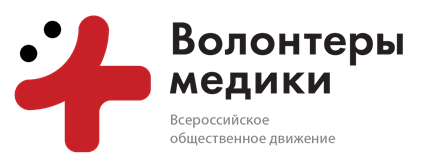 Волонтеры
медики
Всероссийское
общественное движение